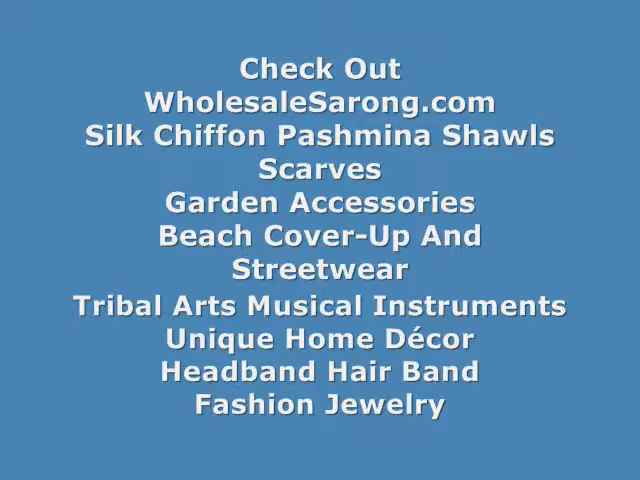 Check Out
WholesaleSarong.com
Silk Chiffon Pashmina Shawls
Scarves
Garden Accessories
Beach Cover-Up And
Streetwear
Tribal Arts Musical Instruments
Unique Home Décor
Headband Hair Band
Fashion Jewelry